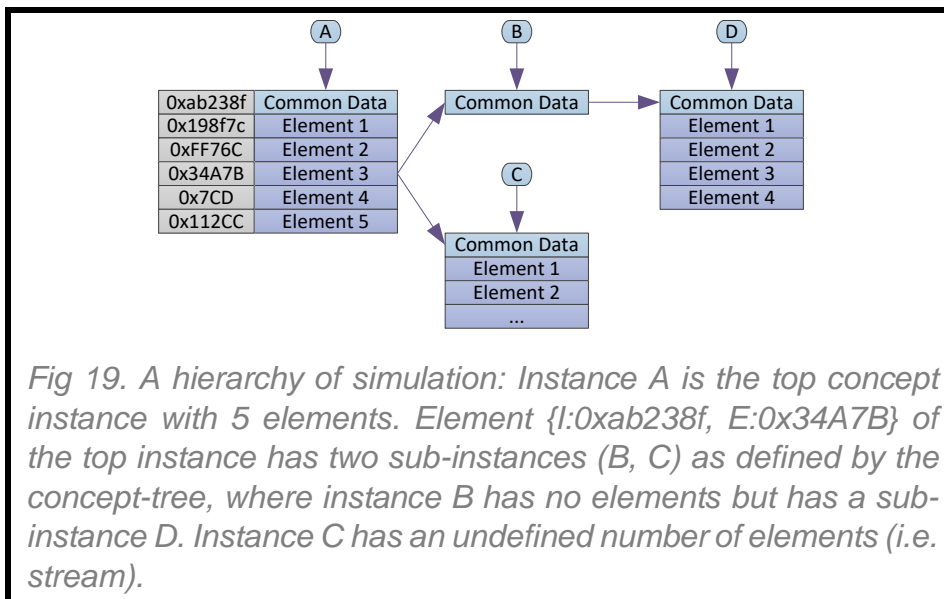 A
B
D
0xab238f Common Data
Common Data
Common Data
0x198f7c Element 1
Element 1
0xFF76C Element 2
Element 2
0x34A7B Element 3
C
Element 3
0x7CD Element 4
Element 4
0x112CC Element 5
Common Data
Element 1
Element 2
...
Fig 19. A hierarchy of simulation: Instance A is the top concept
instance with 5 elements. Element {I:0xab238f, E:0x34A7B} of
the top instance has two sub-instances (B, C) as defined by the
concept-tree, where instance B has no elements but has a sub-
instance D. Instance C has an undefined number of elements (i.e.
stream).